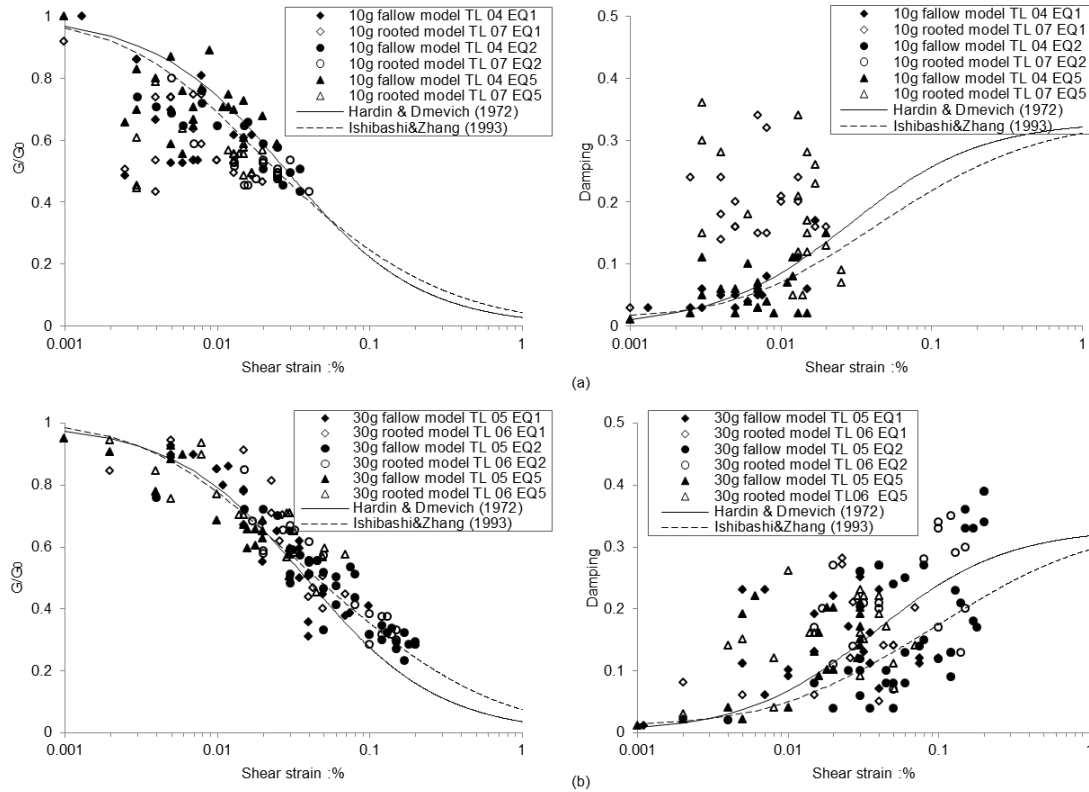 1
0.8
0.6
0.4
0.2
0
G/G0
0.001
0.01
0.1
1
Shear strain :%
10g fallow model TL 04 EQ1
10g rooted model TL 07 EQ1
10g fallow model TL 04 EQ2
10g rooted model TL 07 EQ2
10g fallow model TL 04 EQ5
10g rooted model TL 07 EQ5
Hardin & Drnevich (1972)
Ishibashi&Zhang (1993)
0.5
0.4
0.3
0.2
0.1
0
Damping
0.001
0.01
0.1
1
Shear strain :%
10g fallow model TL 04 EQ1
10g rooted model TL 07 EQ1
10g fallow model TL 04 EQ2
10g rooted model TL 07 EQ2
10g fallow model TL 04 EQ5
10g rooted model TL 07 EQ5
Hardin & Drnevich (1972)
Ishibashi&Zhang (1993)
(a)
1
0.8
0.6
0.4
0.2
0
G/G0
0.001
0.01
0.1
1
Shear strain :%
30g fallow model TL 05 EQ1
30g rooted model TL 06 EQ1
30g fallow model TL 05 EQ2
30g rooted model TL 06 EQ2
30g fallow model TL 05 EQ5
30g rooted model TL 06 EQ5
Hardin & Drnevich (1972)
Ishibashi&Zhang (1993)
0.5
0.4
0.3
0.2
0.1
0
Damping
0.001
0.01
0.1
1
Shear strain :%
30g fallow model TL 05 EQ1
30g rooted model TL 06 EQ1
30g fallow model TL 05 EQ2
30g rooted model TL 06 EQ2
30g fallow model TL 05 EQ5
30g rooted model TL06 EQ5
Hardin & Drnevich (1972)
Ishibashi&Zhang (1993)
(b)